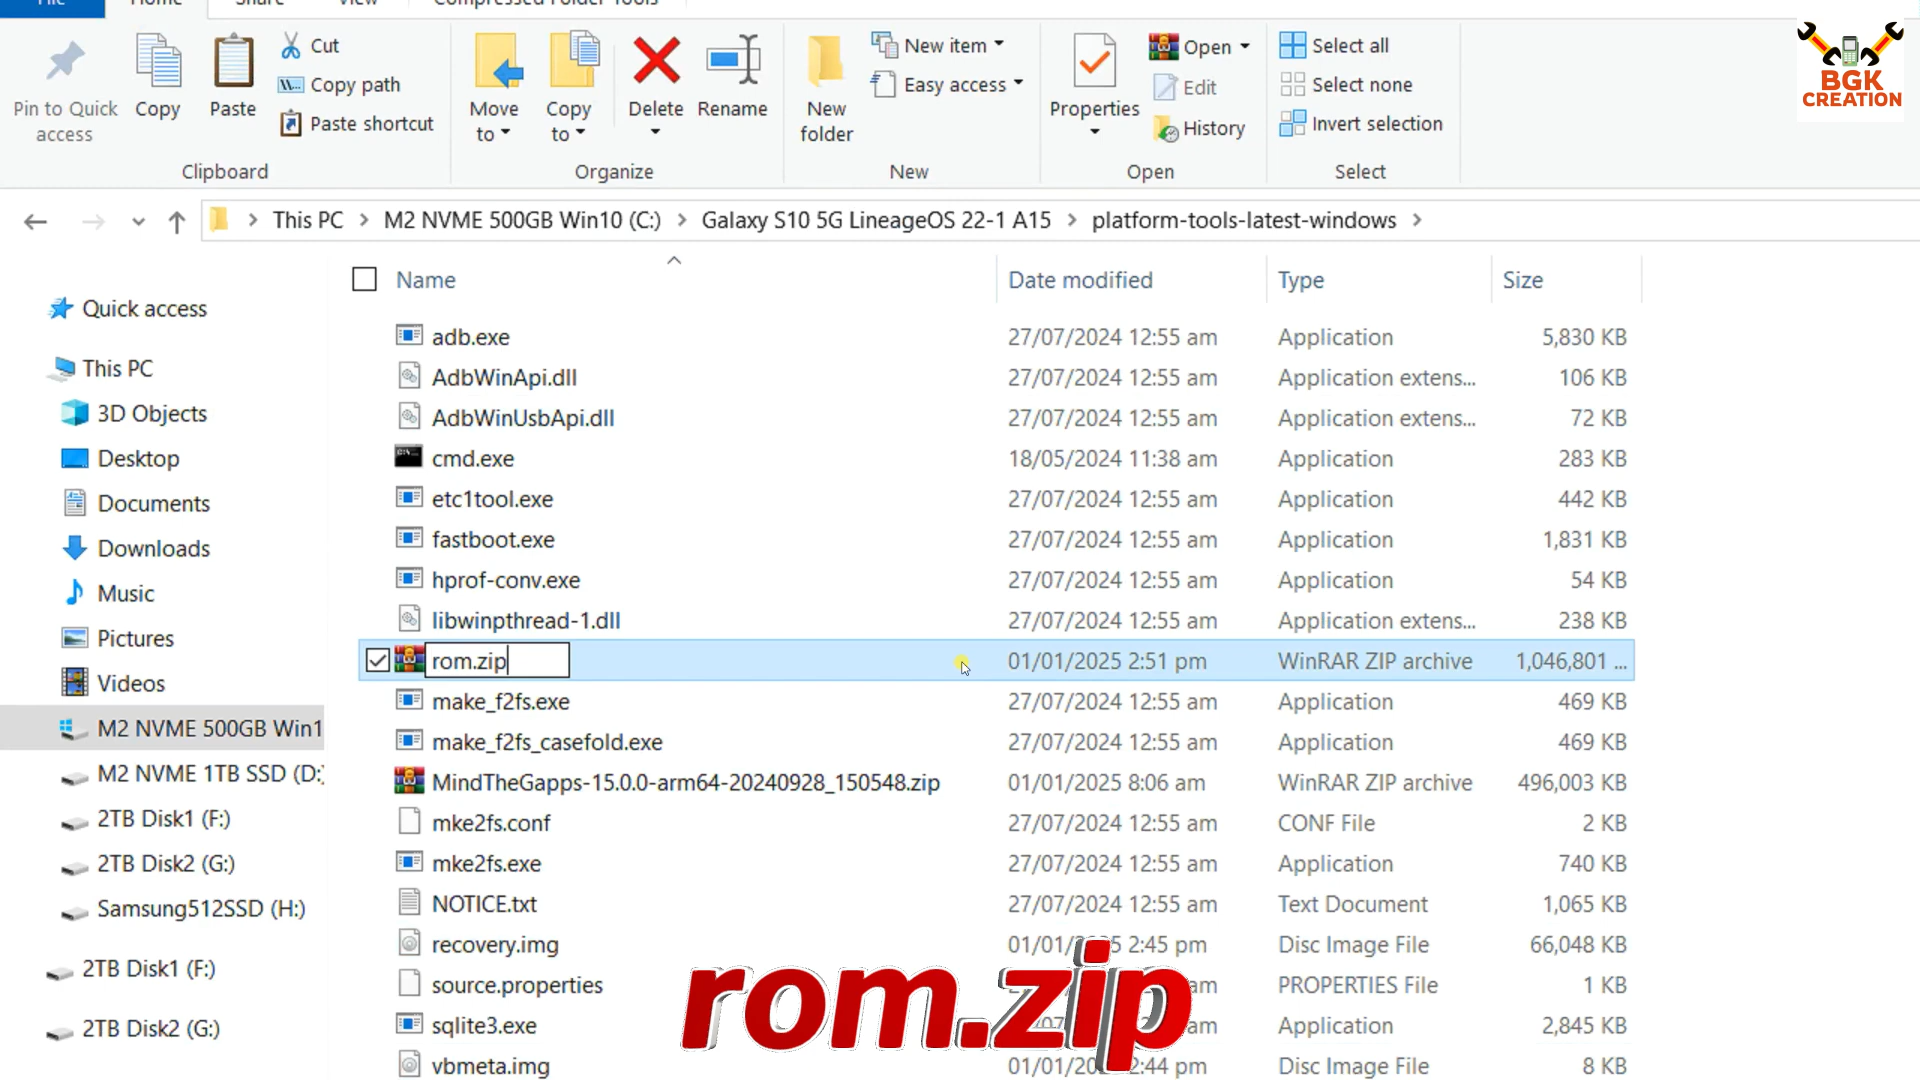 File Home Share View Compressed Folder Tools
Pin to Quick access
Copy
Paste
Cut
Copy path
Paste shortcut
Clipboard
Move to
Copy to
Delete
Rename
Organize
New folder
New item
Easy access
New
Properties
Open
Edit
History
Open
Select all
Select none
Invert selection
Select
BGK
CREATION
This PC > M2 NVME 500GB Win10 (C:) > Galaxy S10 5G LineageOS 22-1 A15 > platform-tools-latest-windows >
Quick access
This PC
3D Objects
Desktop
Documents
Downloads
Music
Pictures
Videos
M2 NVME 500GB Win1
M2 NVME 1TB SSD (D:)
2TB Disk1 (F:)
2TB Disk2 (G:)
Samsung512SSD (H:)
2TB Disk1 (F:)
2TB Disk2 (G:)
Name Date modified Type Size
adb.exe 27/07/2024 12:55 am Application 5,830 KB
AdbWinApi.dll 27/07/2024 12:55 am Application extens... 106 KB
AdbWinUsbApi.dll 27/07/2024 12:55 am Application extens... 72 KB
cmd.exe 18/05/2024 11:38 am Application 283 KB
etc1tool.exe 27/07/2024 12:55 am Application 442 KB
fastboot.exe 27/07/2024 12:55 am Application 1,831 KB
hprof-conv.exe 27/07/2024 12:55 am Application 54 KB
libwinpthread-1.dll 27/07/2024 12:55 am Application extens... 238 KB
rom.zip 01/01/2025 2:51 pm WinRAR ZIP archive 1,046,801 ...
make_f2fs.exe 27/07/2024 12:55 am Application 469 KB
make_f2fs_casefold.exe 27/07/2024 12:55 am Application 469 KB
MindTheGapps-15.0.0-arm64-20240928_150548.zip 01/01/2025 8:06 am WinRAR ZIP archive 496,003 KB
mke2fs.conf 27/07/2024 12:55 am CONF File 2 KB
mke2fs.exe 27/07/2024 12:55 am Application 740 KB
NOTICE.txt 27/07/2024 12:55 am Text Document 1,065 KB
recovery.img 2:45 pm Disc Image File 66,048 KB
source.properties am PROPERTIES File 1 KB
sqlite3.exe am Application 2,845 KB
vbmeta.img 2:44 pm Disc Image File 8 KB
rom.zip